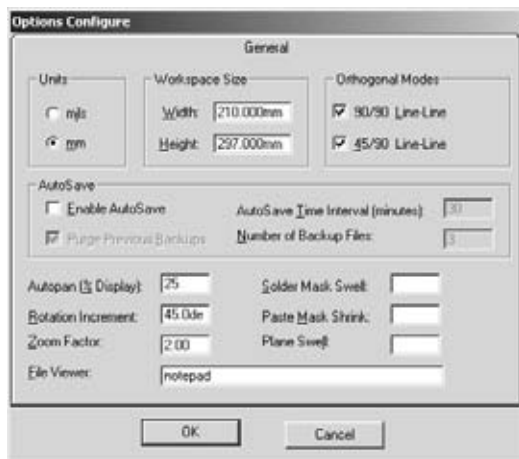 Options Configure
General
Units
mils
mm
Workspace Size
Width: 210.000mm
Height: 297.000mm
Orthogonal Modes
90/90 Line-Line
45/90 Line-Line
AutoSave
Enable AutoSave
Purge Previous Backups
AutoSave Time Interval (minutes): 30
Number of Backup Files: 3
Autopan (% Display): 25
Rotation Increment: 45.0de
Zoom Factor: 2.00
Solder Mask Swell:
Paste Mask Shrink:
Plane Swell:
File Viewer: notepad
OK
Cancel